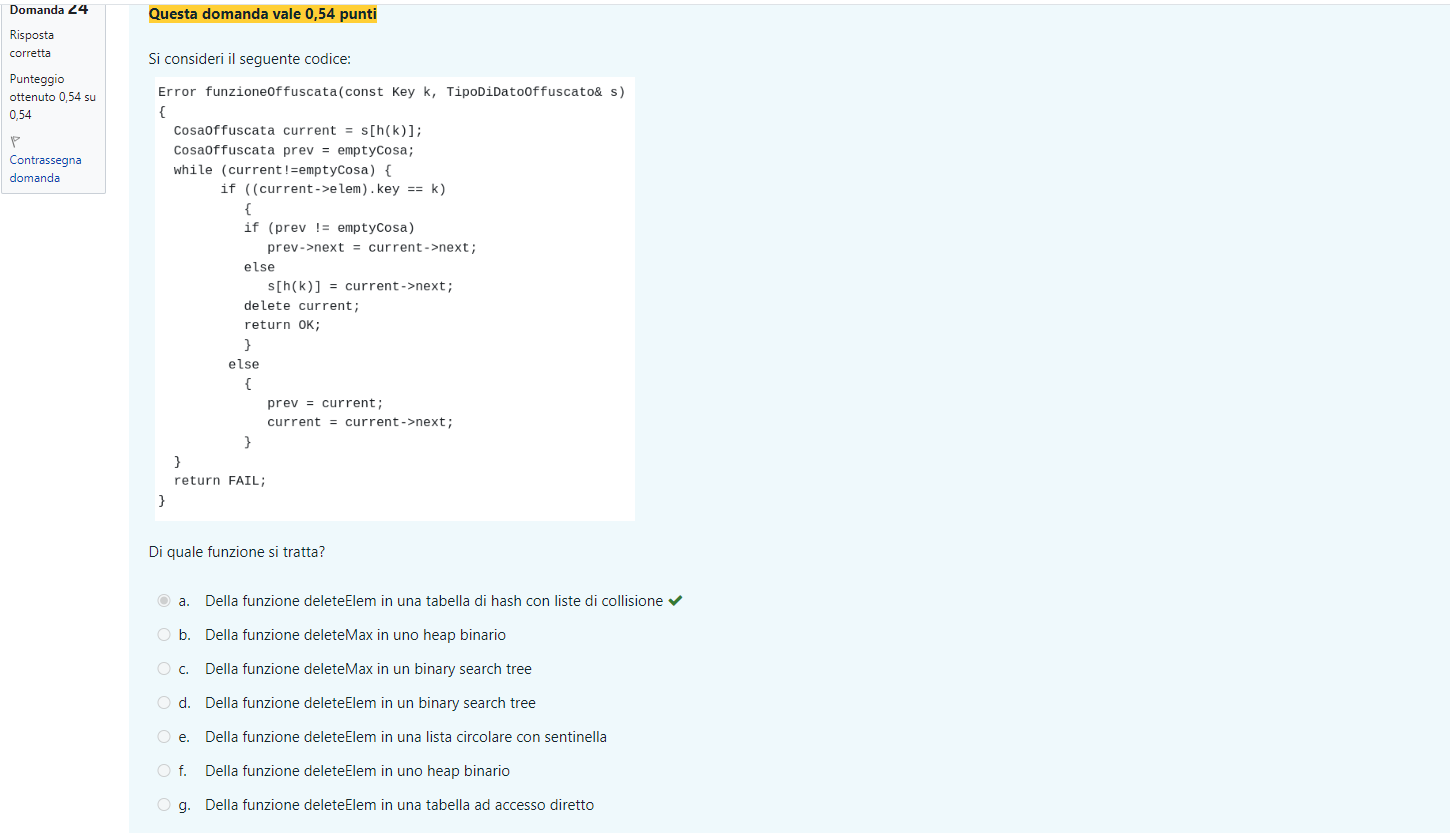 Domanda 24
Risposta
corretta
Punteggio
ottenuto 0,54 su
0,54
Contrassegna
domanda
Questa domanda vale 0,54 punti
Si consideri il seguente codice:
Error funzioneOffuscata(const Key k, TipoDiDatoOffuscato& s)
{
CosaOffuscata current = s[h(k)];
CosaOffuscata prev = emptyCosa;
while (current!=emptyCosa) {
if ((current->elem).key == k)
{
if (prev != emptyCosa)
prev->next = current->next;
else
s[h(k)] = current->next;
delete current;
return OK;
}
else
{
prev = current;
current = current->next;
}
}
return FAIL;
}
Di quale funzione si tratta?
a. Della funzione deleteElem in una tabella di hash con liste di collisione
b. Della funzione deleteMax in uno heap binario
c. Della funzione deleteMax in un binary search tree
d. Della funzione deleteElem in un binary search tree
e. Della funzione deleteElem in una lista circolare con sentinella
f. Della funzione deleteElem in uno heap binario
g. Della funzione deleteElem in una tabella ad accesso diretto